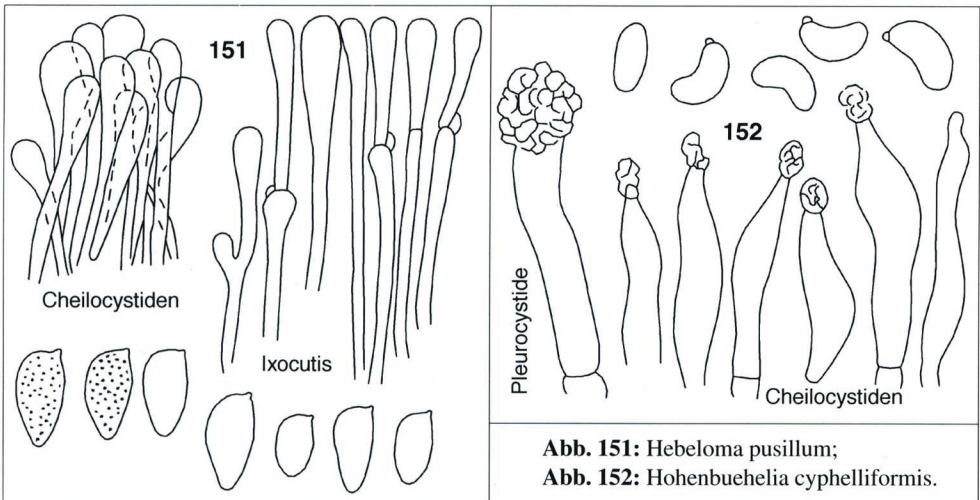 151
Cheilocystiden
Ixocutis
152
Pleurocystide
Cheilocystiden
Abb. 151: Hebeloma pusillum;
Abb. 152: Hohenbuehelia cyphelliformis.